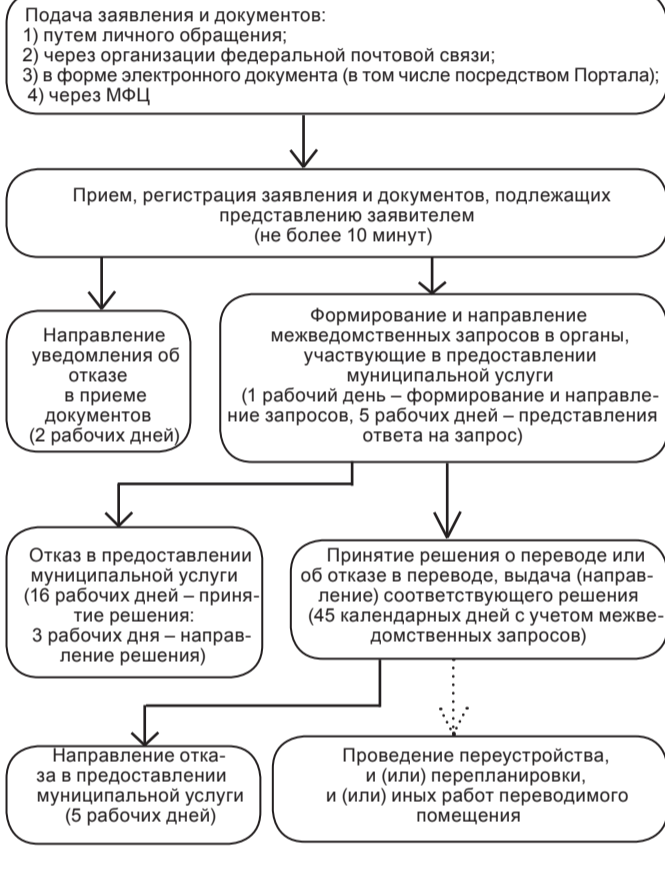 Подача заявления и документов:
1) путем личного обращения;
2) через организации федеральной почтовой связи;
3) в форме электронного документа (в том числе посредством Портала);
4) через МФЦ
Прием, регистрация заявления и документов, подлежащих
представлению заявителем
(не более 10 минут)
Направление
уведомления об
отказе
в приеме
документов
(2 рабочих дней)
Формирование и направление
межведомственных запросов в органы,
участвующие в предоставлении
муниципальной услуги
(1 рабочий день – формирование и направле-
ние запросов, 5 рабочих дней – представления
ответа на запрос)
Отказ в предоставлении
муниципальной услуги
(16 рабочих дней – приня-
тие решения:
3 рабочих дня – направ-
ление решения)
Принятие решения о переводе или
об отказе в переводе, выдача (направ-
ление) соответствующего решения
(45 календарных дней с учетом межве-
домственных запросов)
Направление отка-
за в предоставлении
муниципальной услуги
(5 рабочих дней)
Проведение переустройства,
и (или) перепланировки,
и (или) иных работ переводимого
помещения